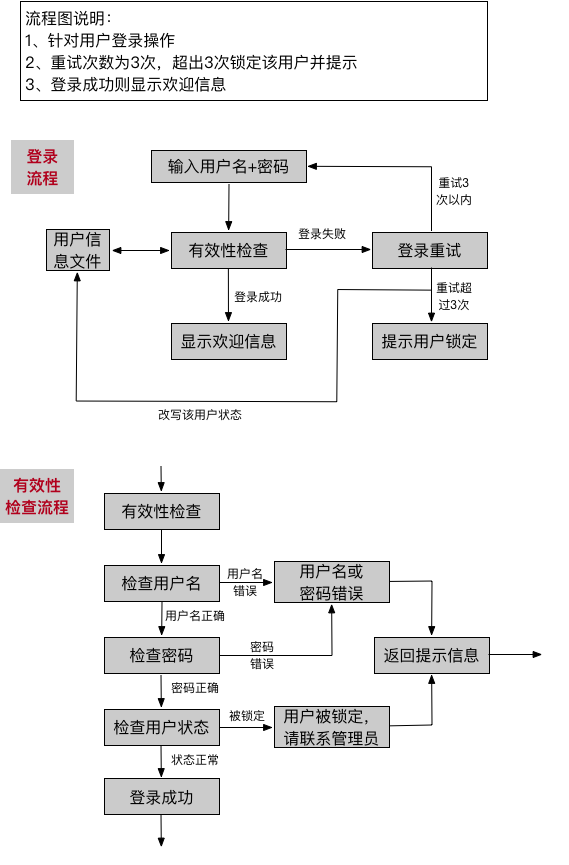 流程图说明：
1、针对用户登录操作
2、重试次数为3次，超出3次锁定该用户并提示
3、登录成功则显示欢迎信息
登录
流程
输入用户名+密码
重试3
次以内
用户信
息文件
有效性检查
登录失败
登录重试
登录成功
重试超
过3次
显示欢迎信息
提示用户锁定
改写该用户状态
有效性
检查流程
有效性检查
检查用户名
用户名
错误
用户名或
密码错误
用户名正确
检查密码
密码
错误
返回提示信息
密码正确
检查用户状态
被锁定
用户被锁定，
请联系管理员
状态正常
登录成功